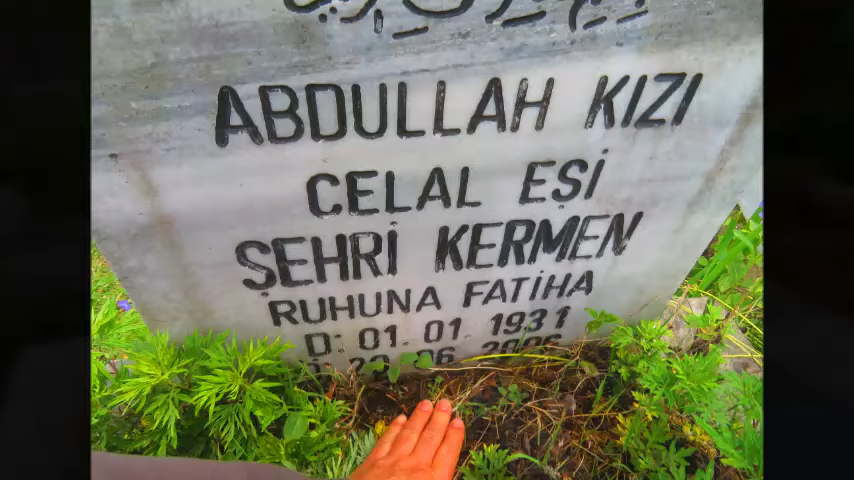 ABDULLAH KIZI
CELAL EŞİ
ŞEHRİ KERMEN
RUHUNA FATİHA
D: 01.01.1931